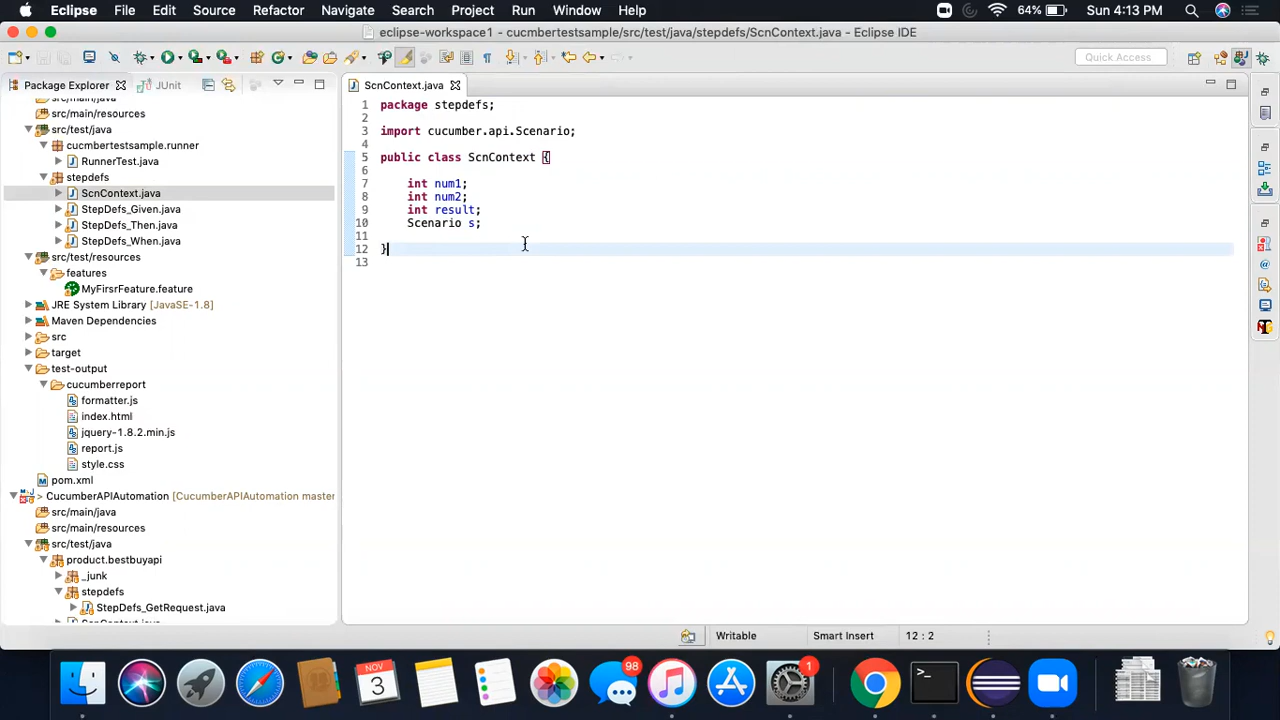 Eclipse File Edit Source Refactor Navigate Search Project Run Window Help 64% Sun 4:13 PM
eclipse-workspace1 - cucmbertestsample/src/test/java/stepdefs/ScnContext.java - Eclipse IDE
Quick Access
Package Explorer JUnit
ScnContext.java
src/main/java
src/main/resources
src/test/java
cucmbertestsample.runner
RunnerTest.java
stepdefs
ScnContext.java
StepDefs_Given.java
StepDefs_Then.java
StepDefs_When.java
src/test/resources
features
MyFirsrFeature.feature
JRE System Library [JavaSE-1.8]
Maven Dependencies
src
target
test-output
cucumberreport
formatter.js
index.html
jquery-1.8.2.min.js
report.js
style.css
pom.xml
> CucumberAPIAutomation [CucumberAPIAutomation master
src/main/java
src/main/resources
src/test/java
product.bestbuyapi
_junk
stepdefs
StepDefs_GetRequest.java
ScnContext.java
1 package stepdefs;
2
3 import cucumber.api.Scenario;
4
5 public class ScnContext {
6
7 int num1;
8 int num2;
9 int result;
10 Scenario s;
11
12 }
13
Writable Smart Insert 12 : 2
NOV
3
98
1